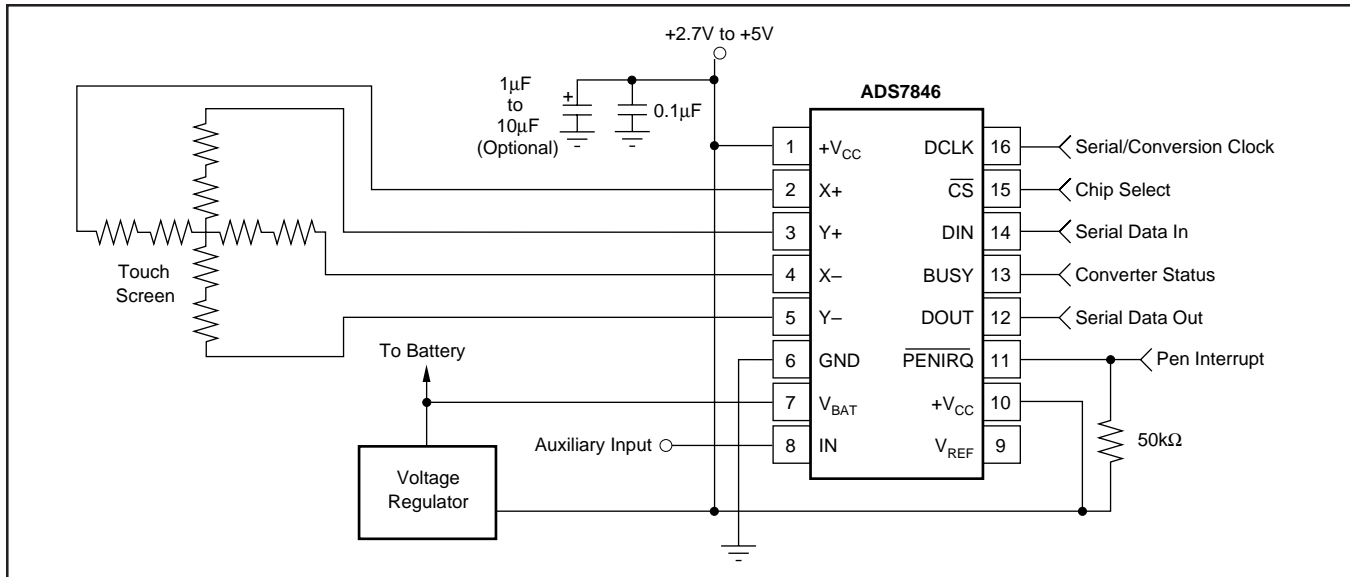 +2.7V to +5V
1µF
to
10µF
(Optional)
+
0.1µF
ADS7846
1 +VCC DCLK 16 Serial/Conversion Clock
2 X+ CS 15 Chip Select
3 Y+ DIN 14 Serial Data In
4 X– BUSY 13 Converter Status
5 Y– DOUT 12 Serial Data Out
6 GND PENIRQ 11 Pen Interrupt
7 VBAT +VCC 10
8 IN VREF 9
Touch
Screen
To Battery
Auxiliary Input
50kΩ
Voltage
Regulator